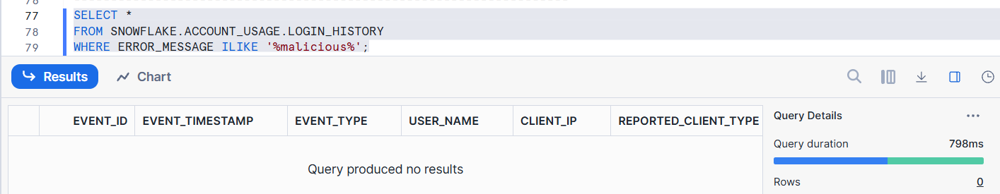 76 ----------------------------------------------------------------
77 SELECT *
78 FROM SNOWFLAKE.ACCOUNT_USAGE.LOGIN_HISTORY
79 WHERE ERROR_MESSAGE ILIKE '%malicious%';
Results Chart
EVENT_ID EVENT_TIMESTAMP EVENT_TYPE USER_NAME CLIENT_IP REPORTED_CLIENT_TYPE
Query produced no results
Query Details
Query duration 798ms
Rows 0